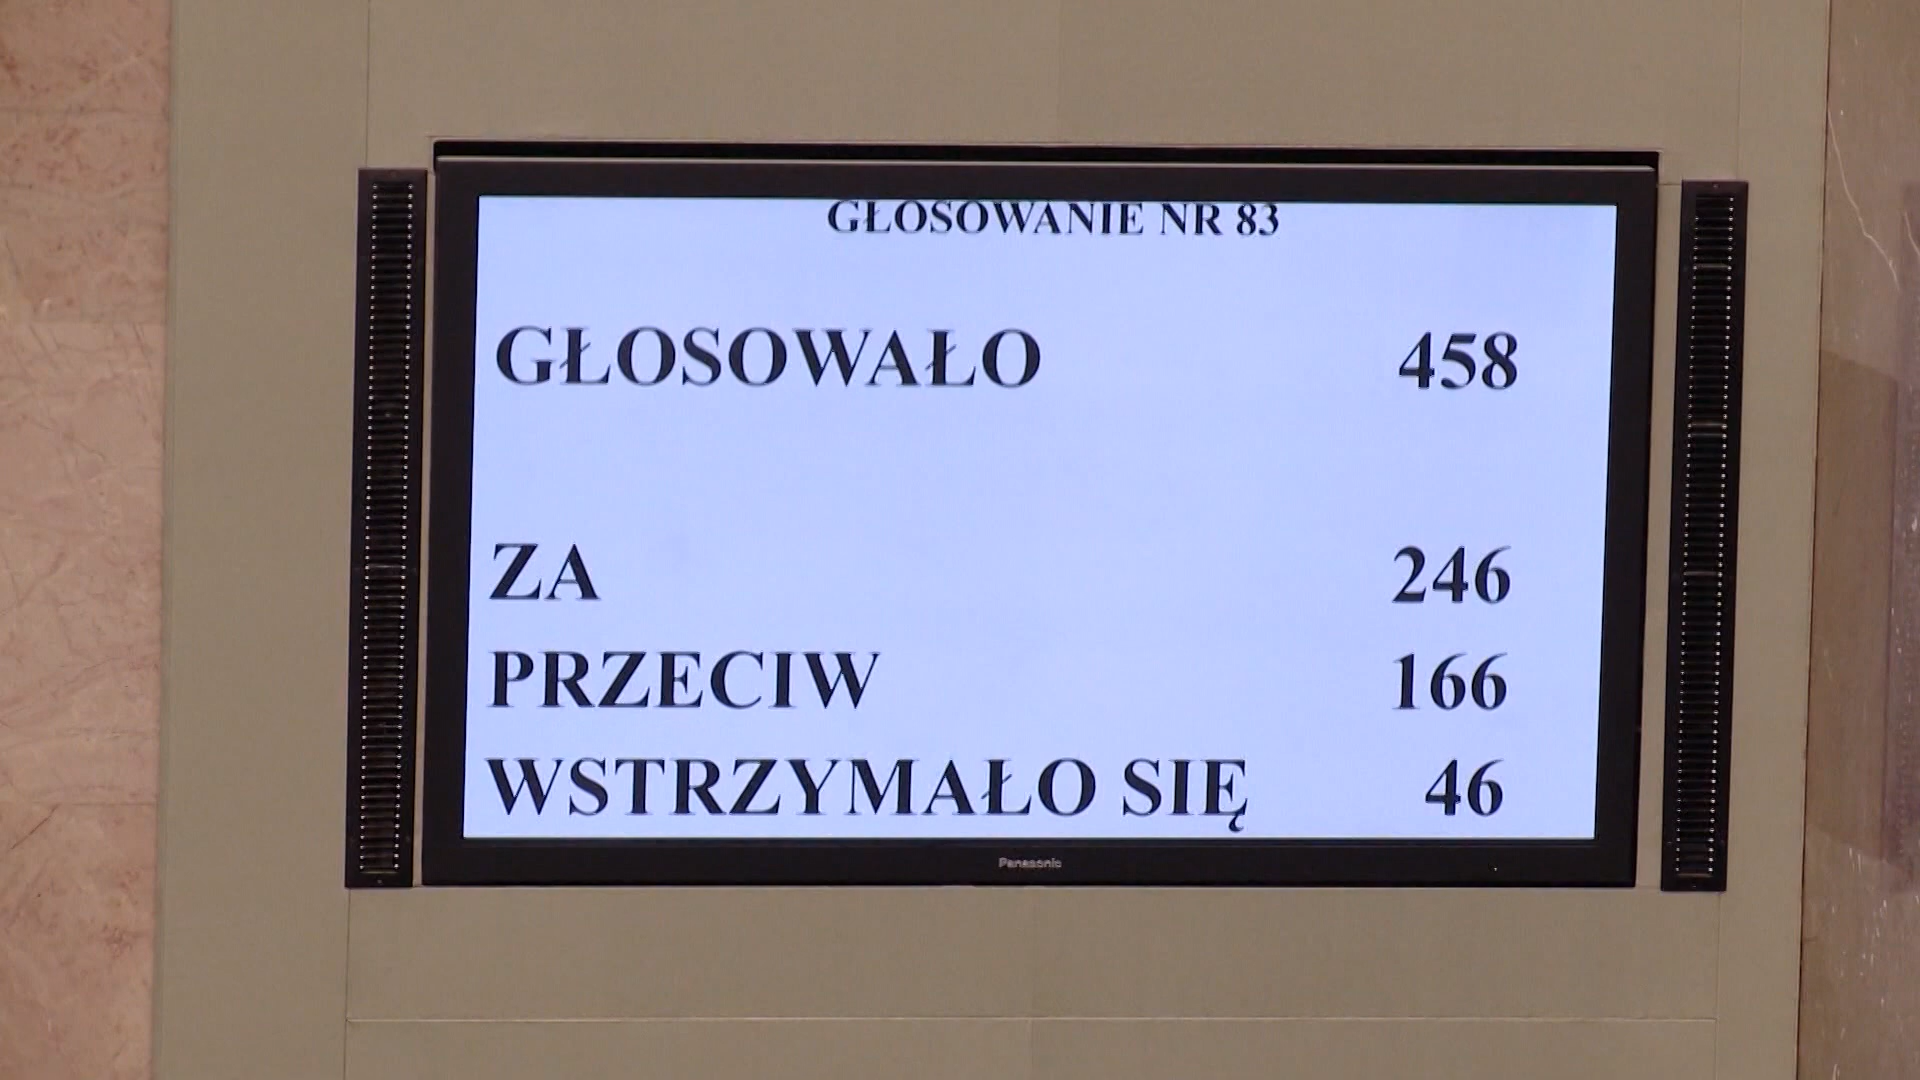 GŁOSOWANIE NR 83
GŁOSOWAŁO 458
ZA 246
PRZECIW 166
WSTRZYMAŁO SIĘ 46
Panasonic